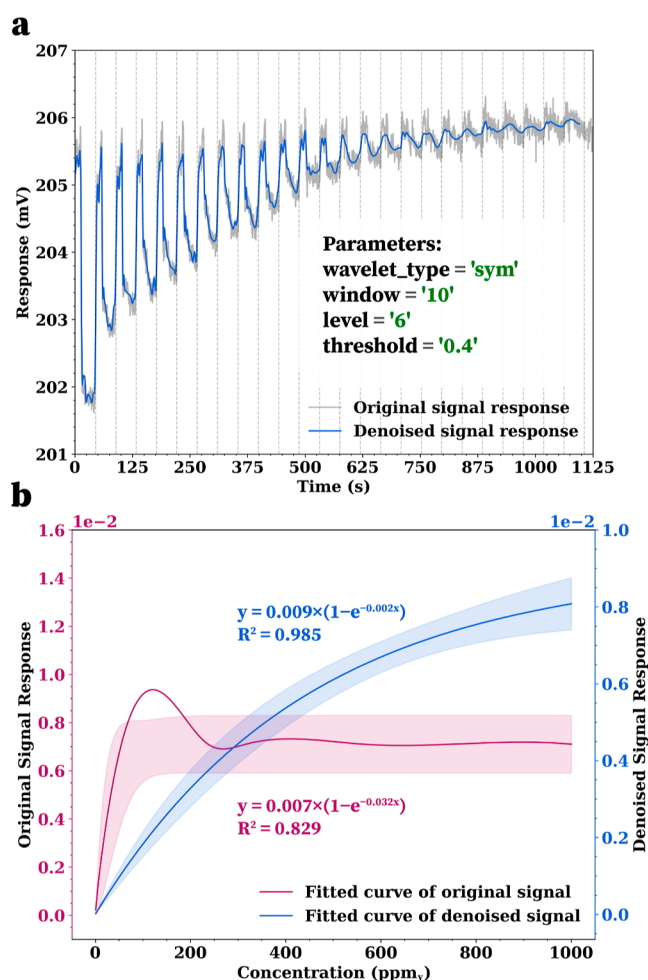 a
207
206
205
204
203
202
201
Response (mV)
Parameters:
wavelet_type = 'sym'
window = '10'
level = '6'
threshold = '0.4'
Original signal response
Denoised signal response
0 125 250 375 500 625 750 875 1000 1125
Time (s)
b
1e−2 1e−2
1.6 1.0
1.4
1.2 0.8
1.0 0.6
0.8
0.6 0.4
0.4
0.2 0.2
0.0 0.0
Original Signal Response
Denoised Signal Response
y = 0.009×(1−e⁻⁰·⁰⁰²ˣ)
R² = 0.985
y = 0.007×(1−e⁻⁰·⁰³²ˣ)
R² = 0.829
Fitted curve of original signal
Fitted curve of denoised signal
0 200 400 600 800 1000
Concentration (ppmᵥ)